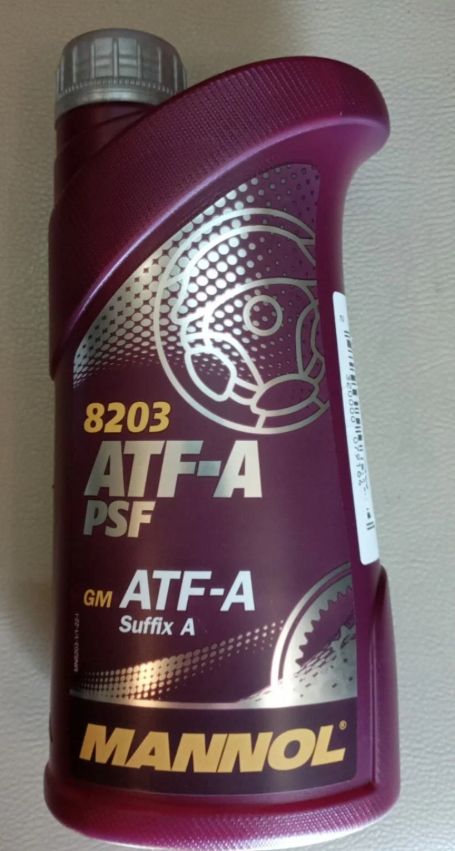 8203
ATF-A
PSF
GM ATF-A
Suffix A
MANNOL®